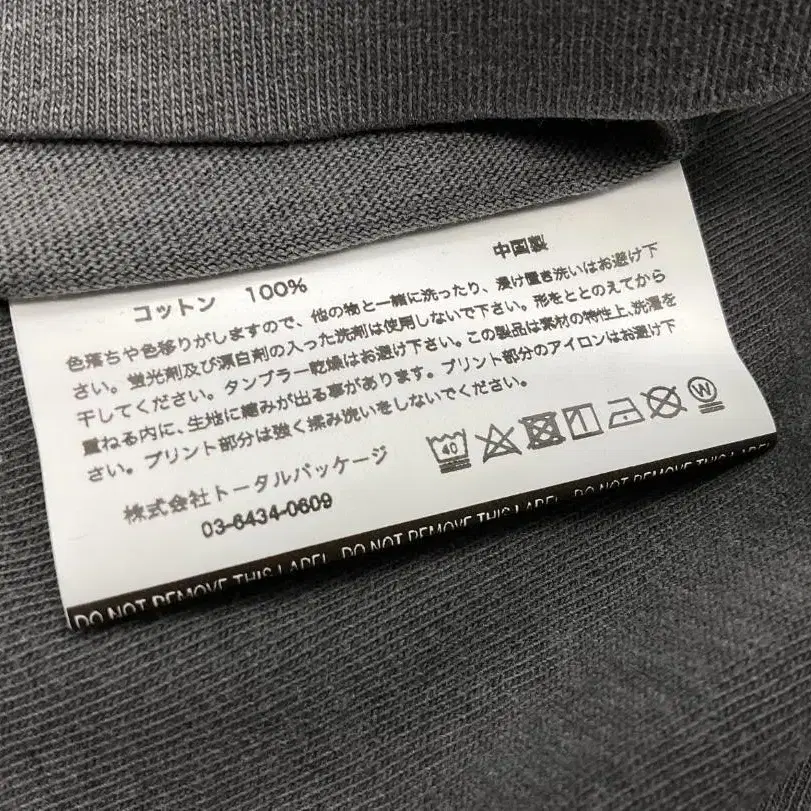 コットン 100% 中国製
色落ちや色移りがしますので、他の物と一緒に洗ったり、漬け置き洗いはお避け下
さい。蛍光剤及び漂白剤の入った洗剤は使用しないで下さい。形をととのえてから
干してください。タンブラー乾燥はお避け下さい。この製品は素材の特性上、洗濯を
重ねる内に、生地に縮みが出る事があります。プリント部分のアイロンはお避け下
さい。プリント部分は強く揉み洗いをしないでください。
40 W
株式会社トータルパッケージ
03-6434-0609
DO NOT REMOVE THIS LABEL DO NOT REMOVE THIS LABEL DO NOT REMOVE THIS